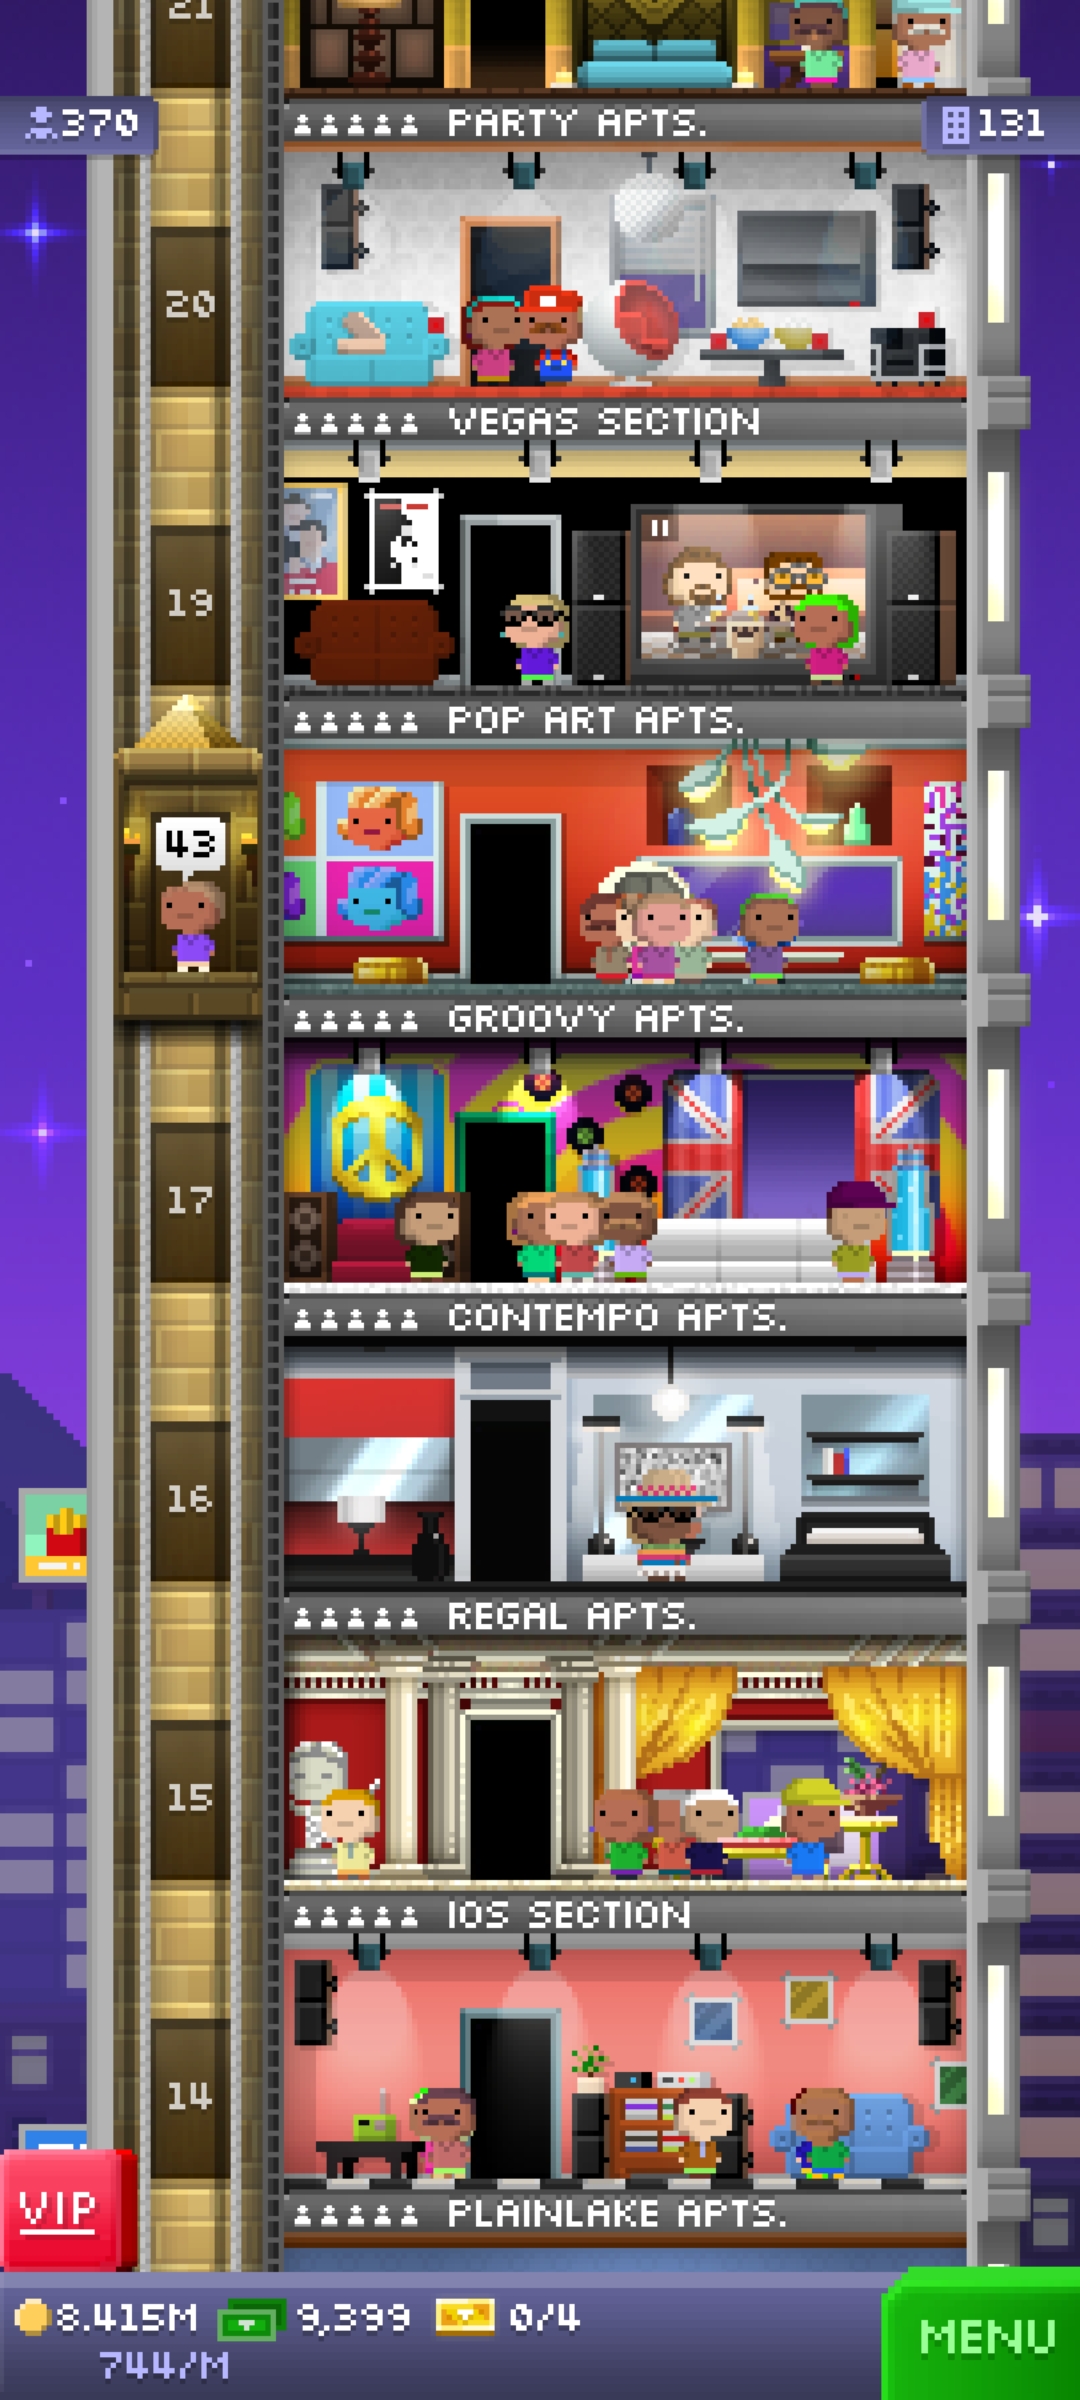 21
370
PARTY APTS.
131
20
VEGAS SECTION
19
POP ART APTS.
43
GROOVY APTS.
17
CONTEMPO APTS.
16
REGAL APTS.
15
IOS SECTION
14
VIP
PLAINLAKE APTS.
8.415M 9,399 0/4
744/M
MENU